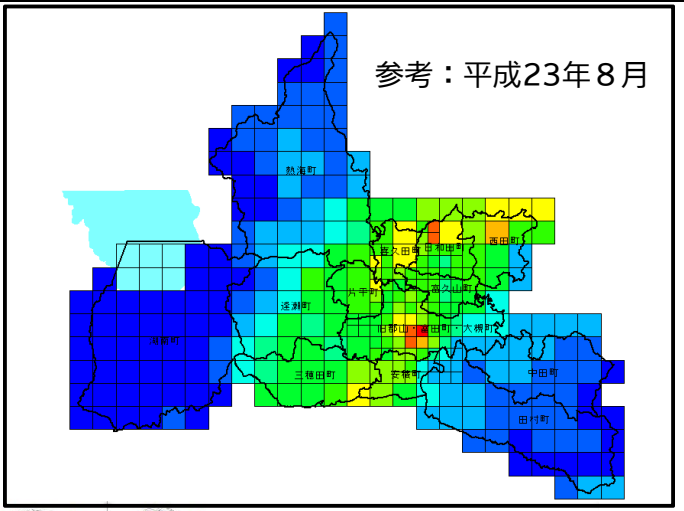 参考：平成23年８月
熱海町
西田町
喜久田町
日和田町
富久山町
片平町
逢瀬町
旧郡山・富田町・大槻町
湖南町
三穂田町
安積町
中田町
田村町